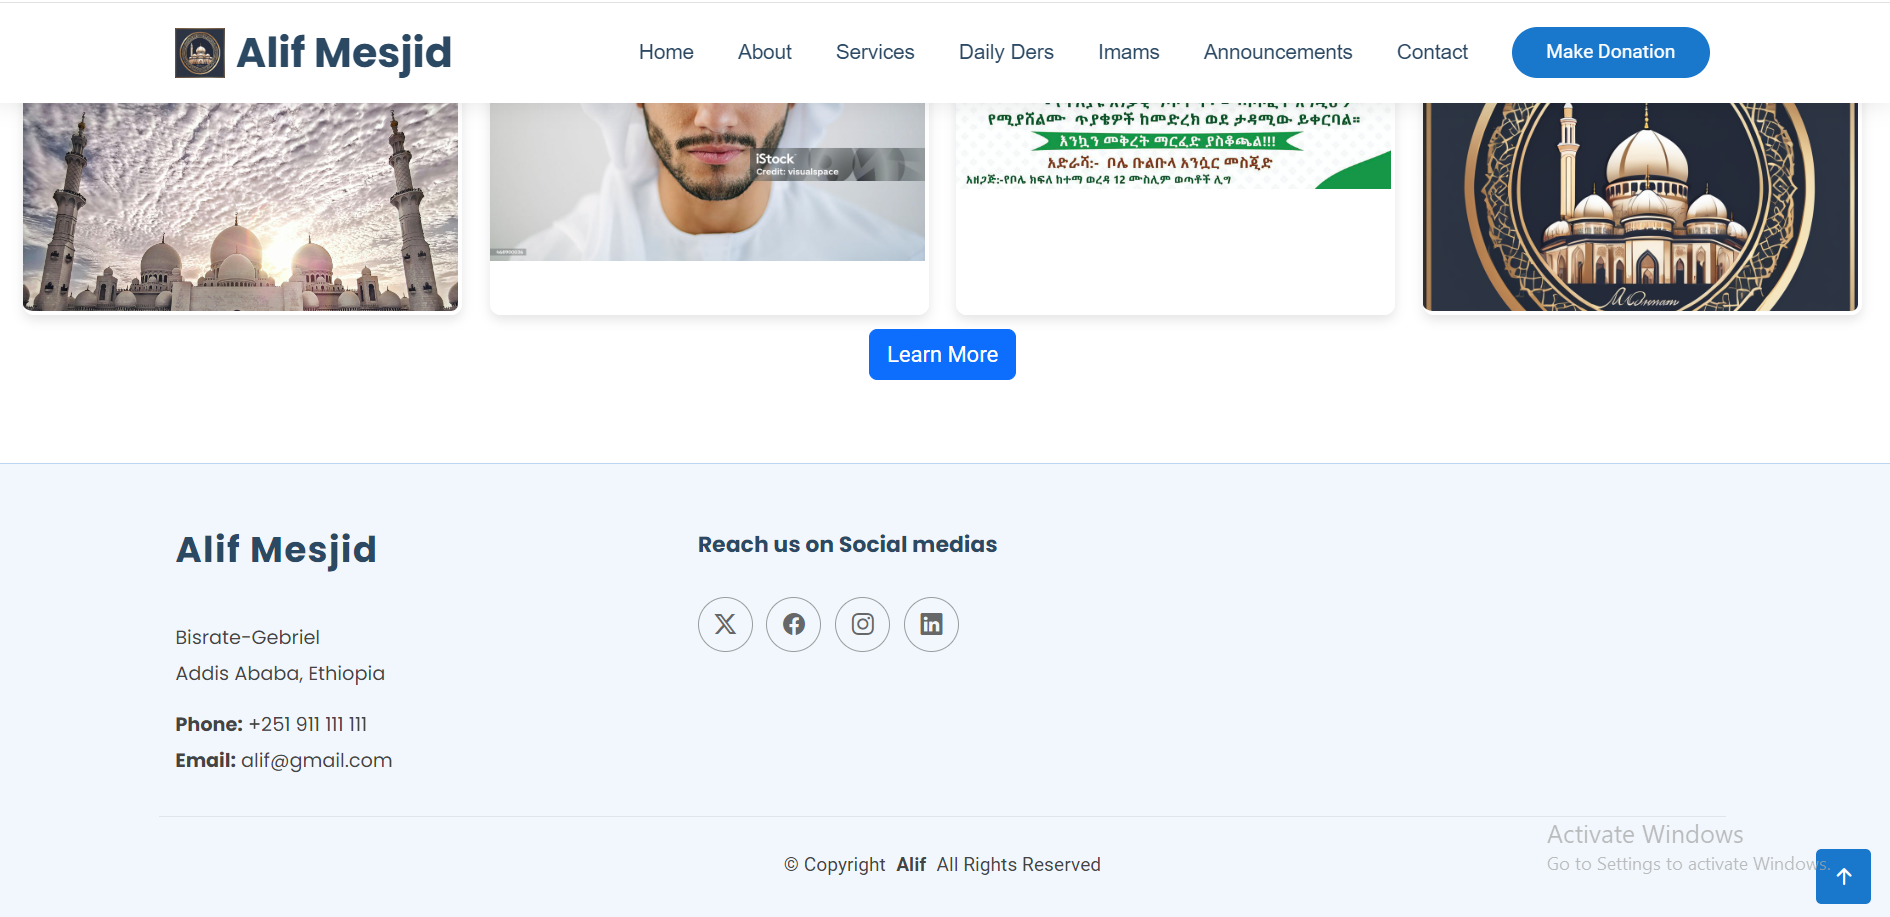 Alif Mesjid
Home
About
Services
Daily Ders
Imams
Announcements
Contact
Make Donation
iStock
Credit: visualspace
የሚያሸልሙ ጥያቄዎች ከመድረክ ወደ ታዳሚው ይቀርባል።
እንኳን መቅረት ማርፈድ ያስቆጫል!!!
አድራሻ:- ቦሌ ቡልቡላ አንሷር መስጂድ
አዘጋጅ:-የቦሌ ክፍለ ከተማ ወረዳ 12 ሙስሊም ወጣቶች ሊግ
Learn More
Alif Mesjid
Bisrate-Gebriel
Addis Ababa, Ethiopia
Phone: +251 911 111 111
Email: alif@gmail.com
Reach us on Social medias
© Copyright Alif All Rights Reserved
Activate Windows
Go to Settings to activate Windows.